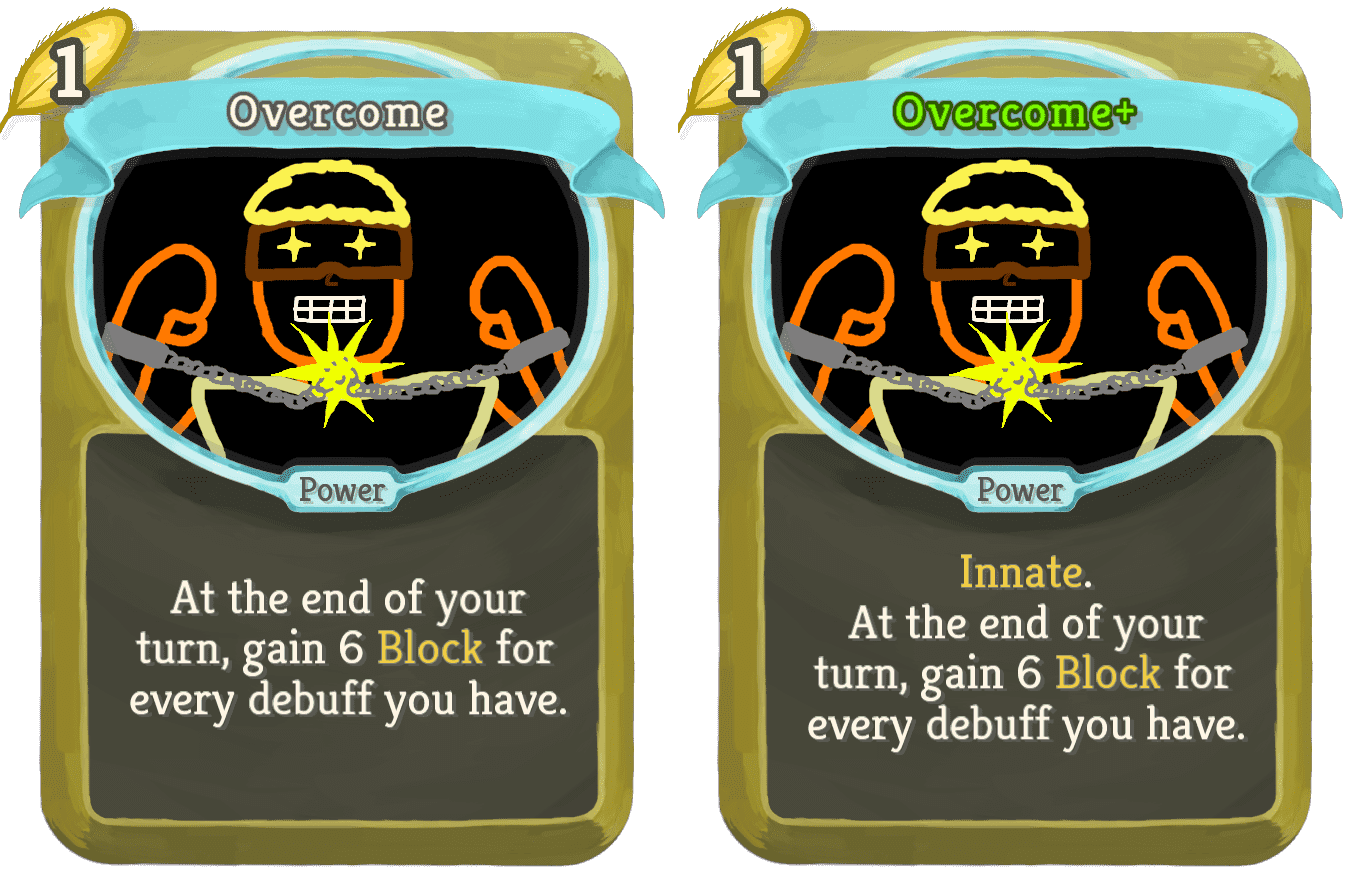 1
Overcome
Power
At the end of your
turn, gain 6 Block for
every debuff you have.
1
Overcome+
Power
Innate.
At the end of your
turn, gain 6 Block for
every debuff you have.